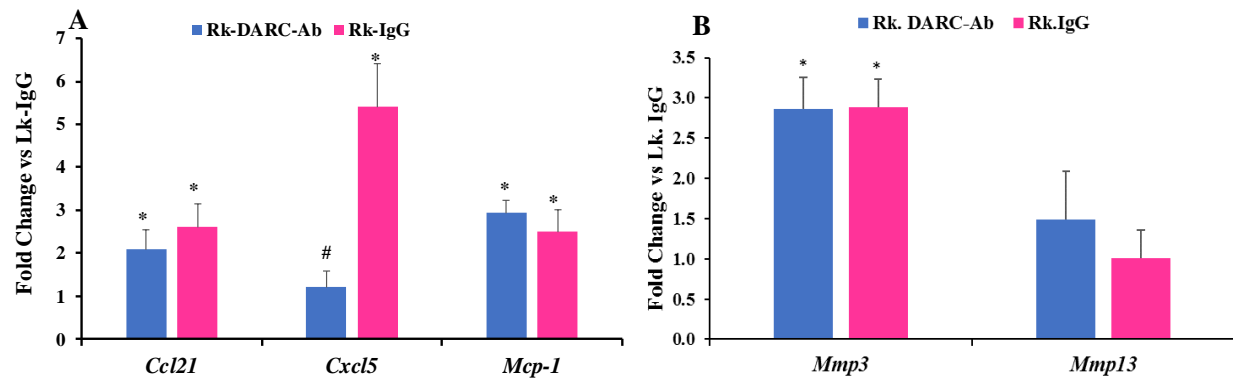 A
Rk-DARC-Ab Rk-IgG
Fold Change vs Lk-IgG
7
6
5
4
3
2
1
0
* * # * * *
Ccl21 Cxcl5 Mcp-1
B
Rk. DARC-Ab Rk.IgG
Fold Change vs Lk. IgG
3.5
3.0
2.5
2.0
1.5
1.0
0.5
0.0
* *
Mmp3 Mmp13